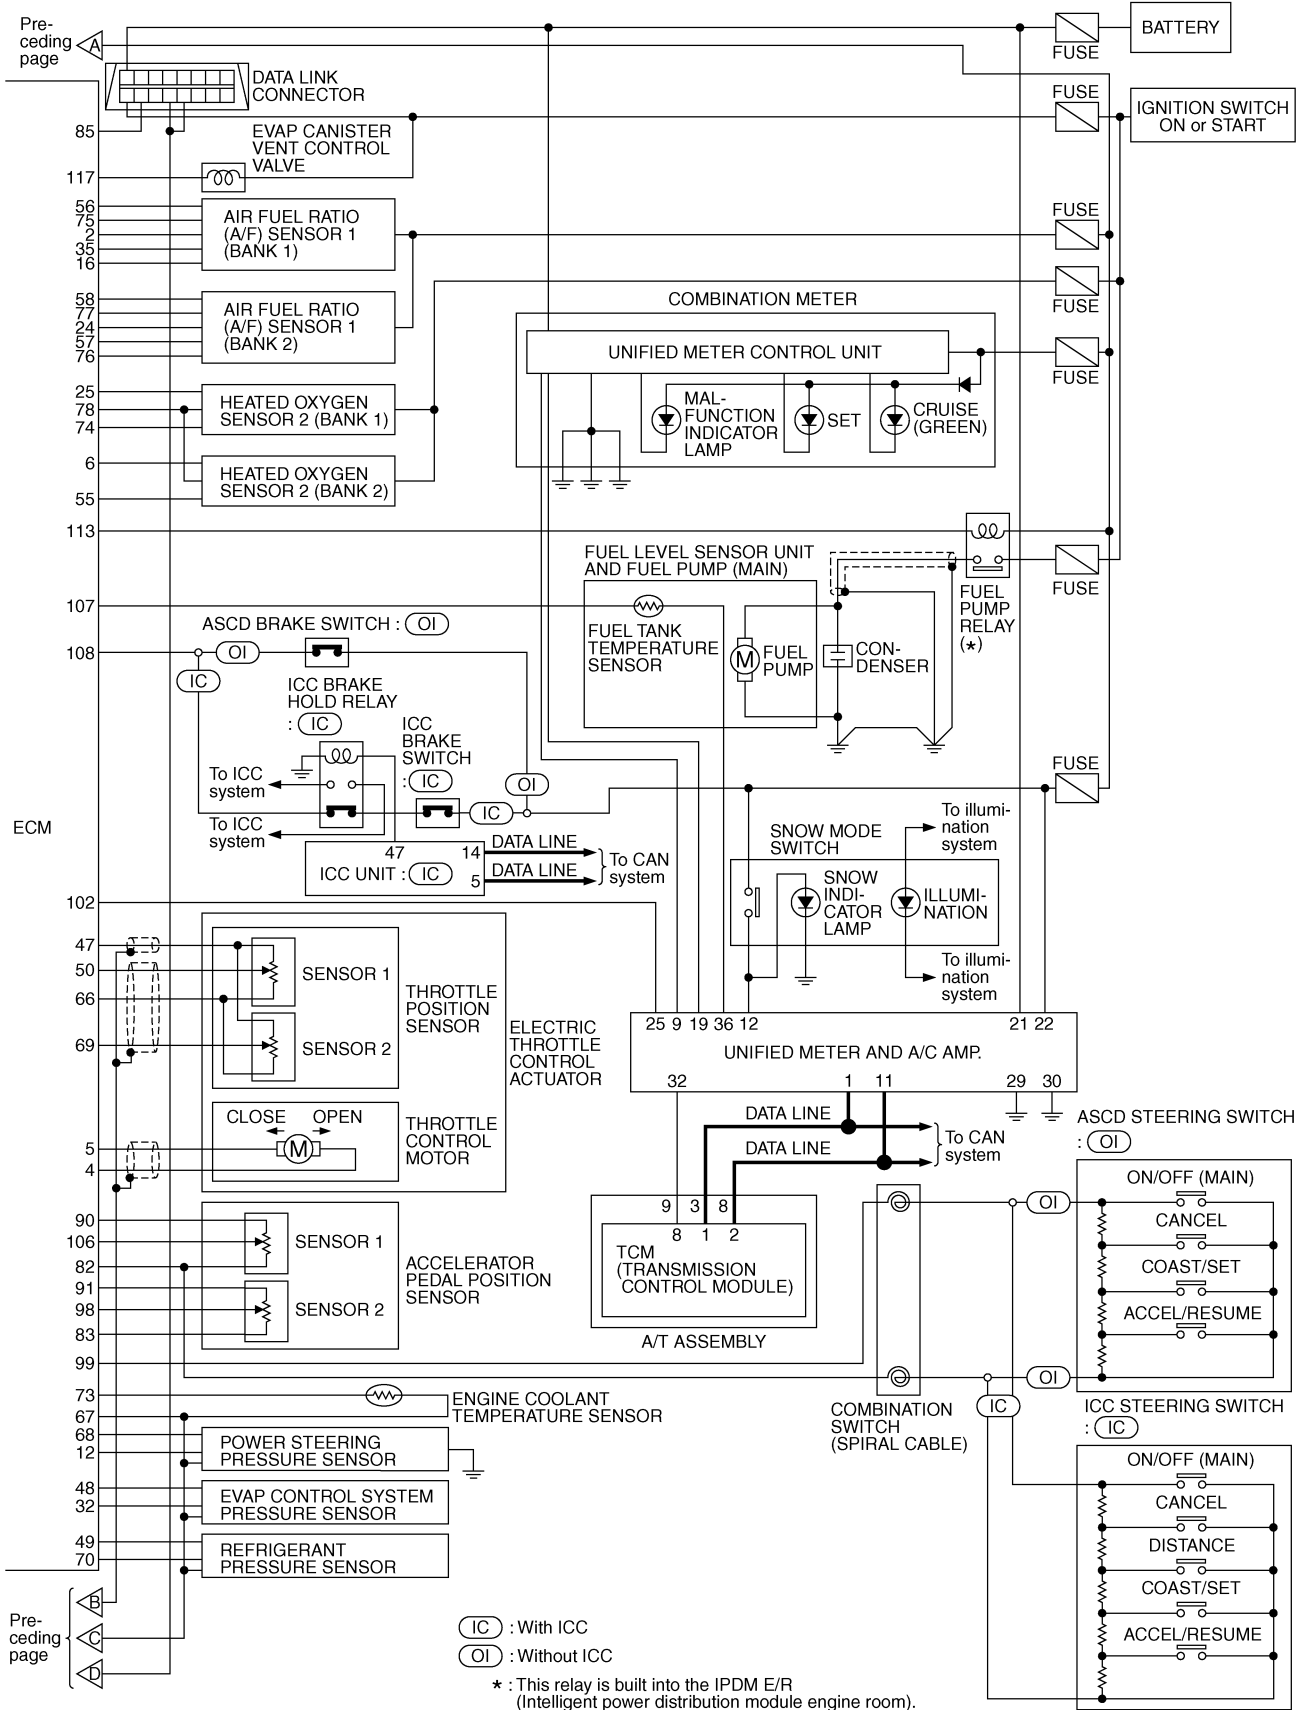 Pre-
ceding
page
A
BATTERY
FUSE
DATA LINK
CONNECTOR
FUSE
IGNITION SWITCH
ON or START
85
EVAP CANISTER
VENT CONTROL
VALVE
117
56
75
2
35
16
AIR FUEL RATIO
(A/F) SENSOR 1
(BANK 1)
FUSE
58
77
24
57
76
AIR FUEL RATIO
(A/F) SENSOR 1
(BANK 2)
FUSE
COMBINATION METER
UNIFIED METER CONTROL UNIT
FUSE
25
78
74
HEATED OXYGEN
SENSOR 2 (BANK 1)
MAL-
FUNCTION
INDICATOR
LAMP
SET
CRUISE
(GREEN)
6
55
HEATED OXYGEN
SENSOR 2 (BANK 2)
113
FUEL LEVEL SENSOR UNIT
AND FUEL PUMP (MAIN)
FUSE
FUEL
PUMP
RELAY
(*)
107
FUEL TANK
TEMPERATURE
SENSOR
M
FUEL
PUMP
CON-
DENSER
ASCD BRAKE SWITCH : OI
108
OI
IC
ICC BRAKE
HOLD RELAY
: IC
ICC
BRAKE
SWITCH
: IC
To ICC
system
To ICC
system
OI
IC
FUSE
ECM
47
14
5
ICC UNIT : IC
DATA LINE
DATA LINE
To CAN
system
SNOW MODE
SWITCH
To illumi-
nation
system
SNOW
INDI-
CATOR
LAMP
ILLUMI-
NATION
To illumi-
nation
system
102
47
50
66
69
SENSOR 1
SENSOR 2
THROTTLE
POSITION
SENSOR
ELECTRIC
THROTTLE
CONTROL
ACTUATOR
25 9 19 36 12 21 22
UNIFIED METER AND A/C AMP.
32 1 11 29 30
CLOSE OPEN
M
THROTTLE
CONTROL
MOTOR
5
4
DATA LINE
DATA LINE
To CAN
system
9 3 8
8 1 2
TCM
(TRANSMISSION
CONTROL MODULE)
A/T ASSEMBLY
ASCD STEERING SWITCH
: OI
ON/OFF (MAIN)
CANCEL
COAST/SET
ACCEL/RESUME
OI
OI
90
106
82
91
98
83
SENSOR 1
SENSOR 2
ACCELERATOR
PEDAL POSITION
SENSOR
99
73
67
ENGINE COOLANT
TEMPERATURE SENSOR
COMBINATION
SWITCH
(SPIRAL CABLE)
IC
ICC STEERING SWITCH
: IC
ON/OFF (MAIN)
CANCEL
DISTANCE
COAST/SET
ACCEL/RESUME
68
12
POWER STEERING
PRESSURE SENSOR
48
32
EVAP CONTROL SYSTEM
PRESSURE SENSOR
49
70
REFRIGERANT
PRESSURE SENSOR
Pre-
ceding
page
B
C
D
IC : With ICC
OI : Without ICC
* : This relay is built into the IPDM E/R
(Intelligent power distribution module engine room).